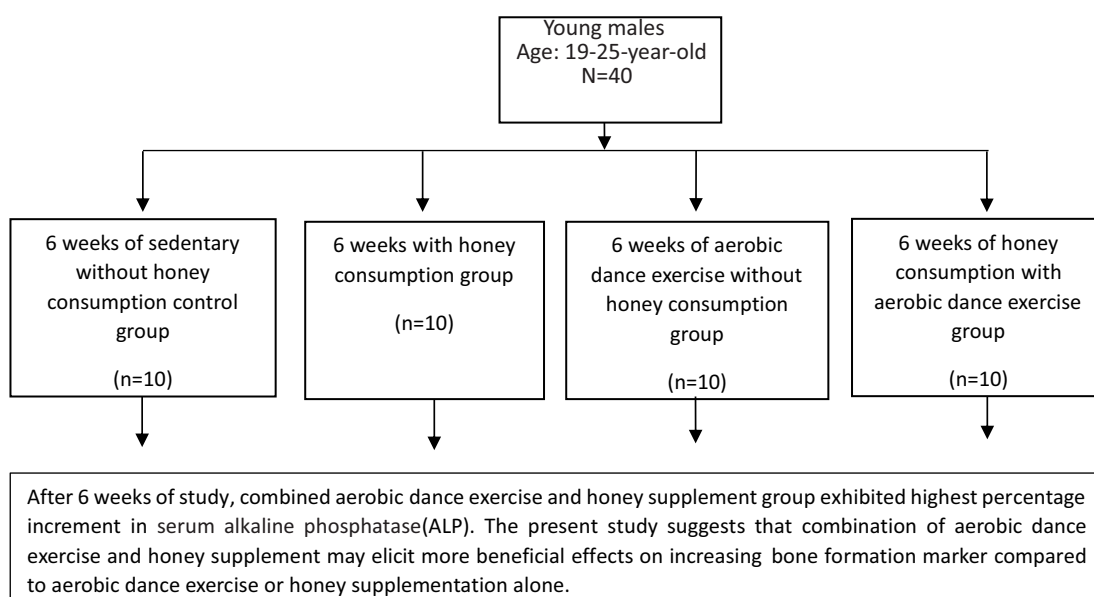 Young males
Age: 19-25-year-old
N=40
6 weeks of sedentary
without honey
consumption control
group
(n=10)
6 weeks with honey
consumption group
(n=10)
6 weeks of aerobic
dance exercise without
honey consumption
group
(n=10)
6 weeks of honey
consumption with
aerobic dance exercise
group
(n=10)
After 6 weeks of study, combined aerobic dance exercise and honey supplement group exhibited highest percentage
increment in serum alkaline phosphatase(ALP). The present study suggests that combination of aerobic dance
exercise and honey supplement may elicit more beneficial effects on increasing bone formation marker compared
to aerobic dance exercise or honey supplementation alone.